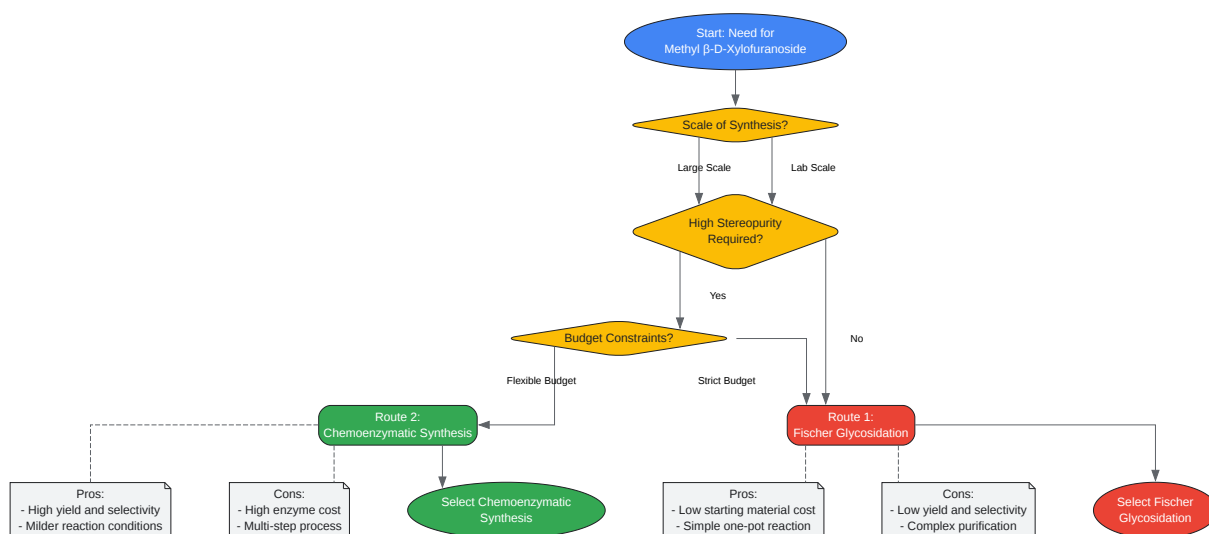 Start: Need for
Methyl β-D-Xylofuranoside
Scale of Synthesis?
Large Scale
Lab Scale
High Stereopurity
Required?
Yes
Budget Constraints?
No
Flexible Budget
Strict Budget
Route 2:
Chemoenzymatic Synthesis
Route 1:
Fischer Glycosidation
Pros:
- High yield and selectivity
- Milder reaction conditions
Cons:
- High enzyme cost
- Multi-step process
Select Chemoenzymatic
Synthesis
Pros:
- Low starting material cost
- Simple one-pot reaction
Cons:
- Low yield and selectivity
- Complex purification
Select Fischer
Glycosidation